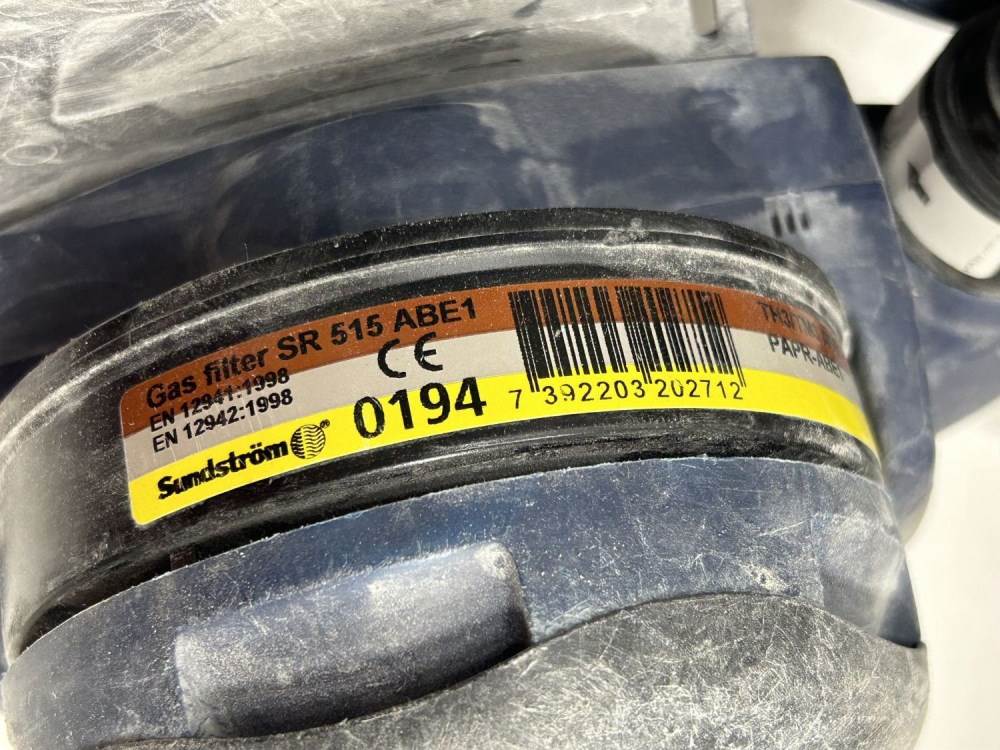 Gas filter SR 515 ABE1
EN 12941:1998
EN 12942:1998
CE
Sundström®
0194
7 392203 202712
PAPR-ABE1